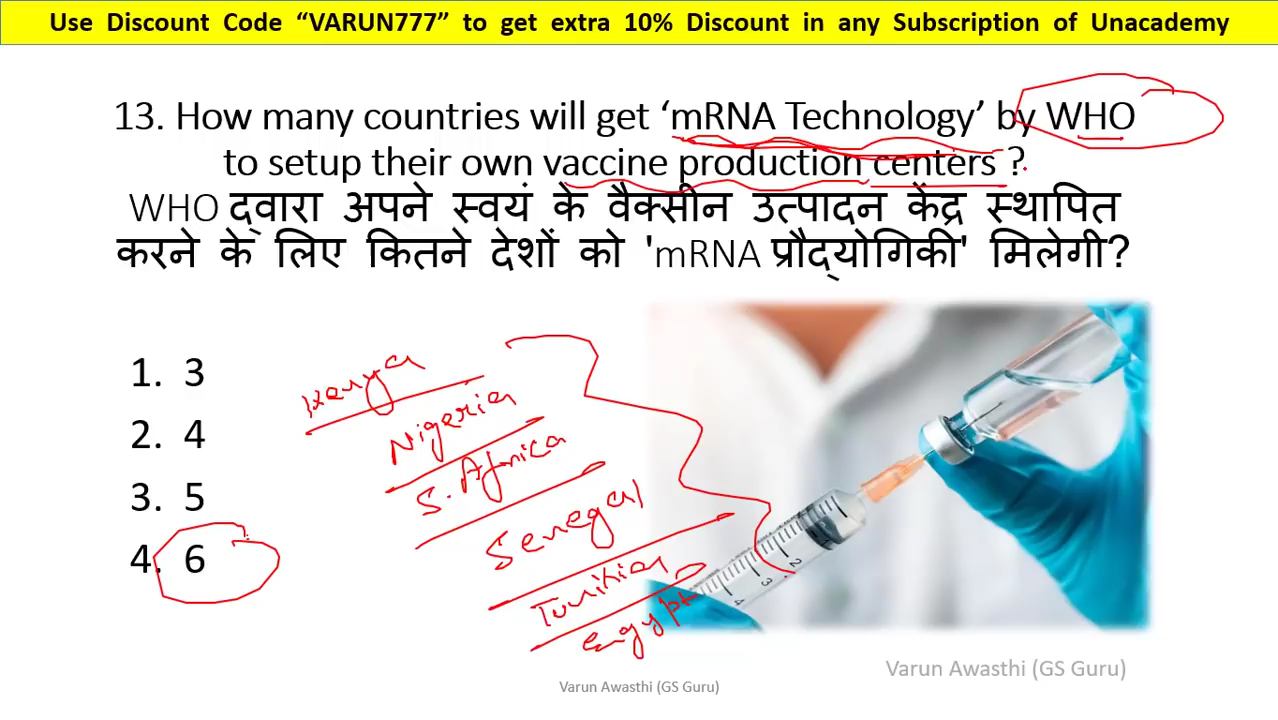 Use Discount Code “VARUN777” to get extra 10% Discount in any Subscription of Unacademy
13. How many countries will get ‘mRNA Technology’ by WHO
to setup their own vaccine production centers ?
WHO द्वारा अपने स्वयं के वैक्सीन उत्पादन केंद्र स्थापित
करने के लिए कितने देशों को 'mRNA प्रौद्योगिकी' मिलेगी?
1. 3
2. 4
3. 5
4. 6
Kenya
Nigeria
S. Africa
Senegal
Tunisia
Egypt
2
3
4
Varun Awasthi (GS Guru)
Varun Awasthi (GS Guru)